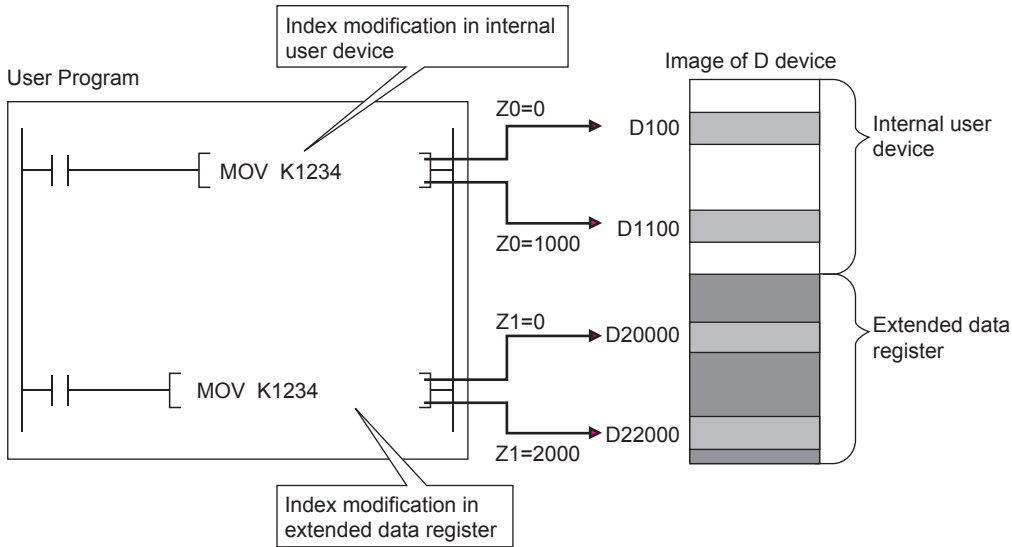 Index modification in internal
user device
User Program
Image of D device
Z0=0
D100
Internal user
device
MOV K1234
D1100
Z0=1000
Z1=0
D20000
Extended data
register
MOV K1234
D22000
Z1=2000
Index modification in
extended data register